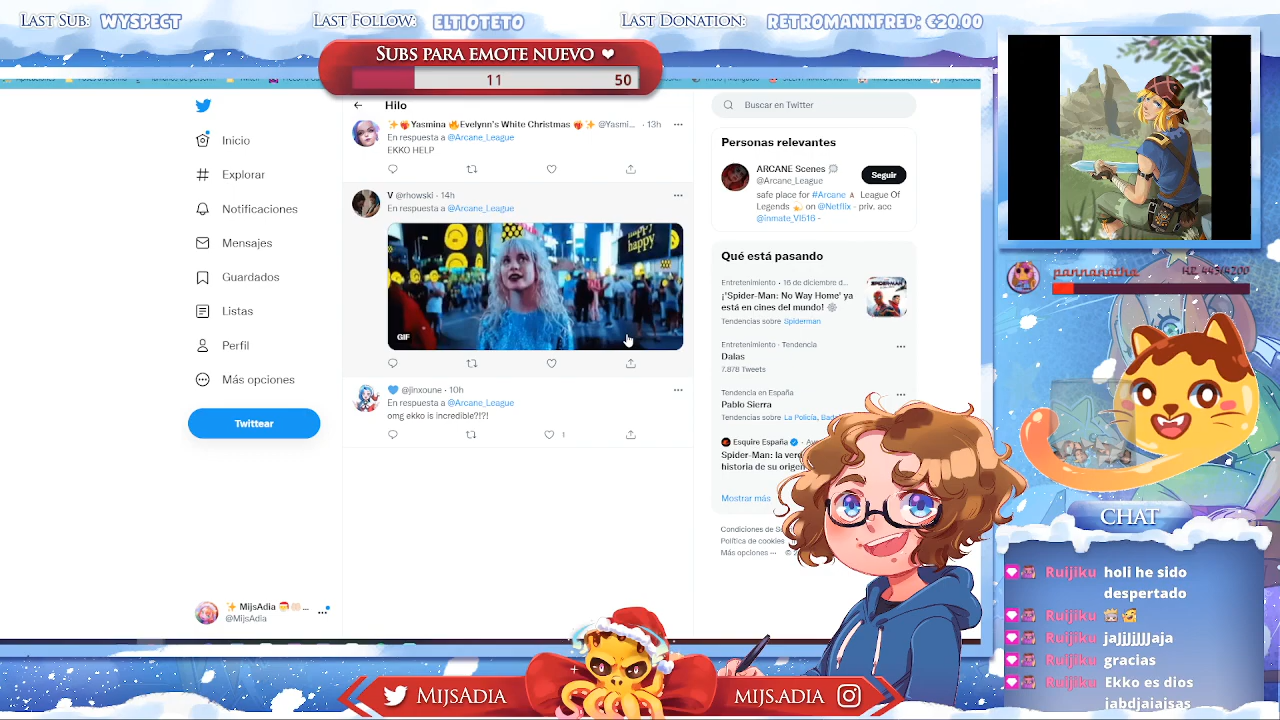 LAST SUB: WYSPECT
LAST FOLLOW: ELTIOTETO
LAST DONATION: RETROMANNFRED: €20.00
SUBS PARA EMOTE NUEVO ❤
11 50
Inicio
Explorar
Notificaciones
Mensajes
Guardados
Listas
Perfil
Más opciones
Twittear
✨ MijsAdia
@MijsAdia
Hilo
✨❤️‍🔥Yasmina 🔥Evelynn's White Christmas ❤️‍🔥✨ @Yasmi... · 13h
En respuesta a @Arcane_League
EKKO HELP
V @rhowski · 14h
En respuesta a @Arcane_League
happy
GIF
💙 @jinxoune · 10h
En respuesta a @Arcane_League
omg ekko is incredible?!?!
1
Buscar en Twitter
Personas relevantes
ARCANE Scenes
@Arcane_League
Seguir
safe place for #Arcane & League Of
Legends on @Netflix - priv. acc
@inmate_VI516 -
Qué está pasando
Entretenimiento · 16 de diciembre d...
¡'Spider-Man: No Way Home' ya
está en cines del mundo!
Tendencias sobre Spiderman
Entretenimiento · Tendencia
Dalas
7.878 Tweets
Tendencia en España
Pablo Sierra
Tendencias sobre La Policía,
Esquire España
Spider-Man: la
historia de su
Mostrar más
Condiciones de
Política de cookies
Más opciones ···
pannanaiha
CHAT
Ruijiku holi he sido
despertado
Ruijiku
Ruijiku jaJJJJJJaja
Ruijiku gracias
Ruijiku Ekko es dios
jabdjaiajsas
MIJSADIA
MIJS.ADIA